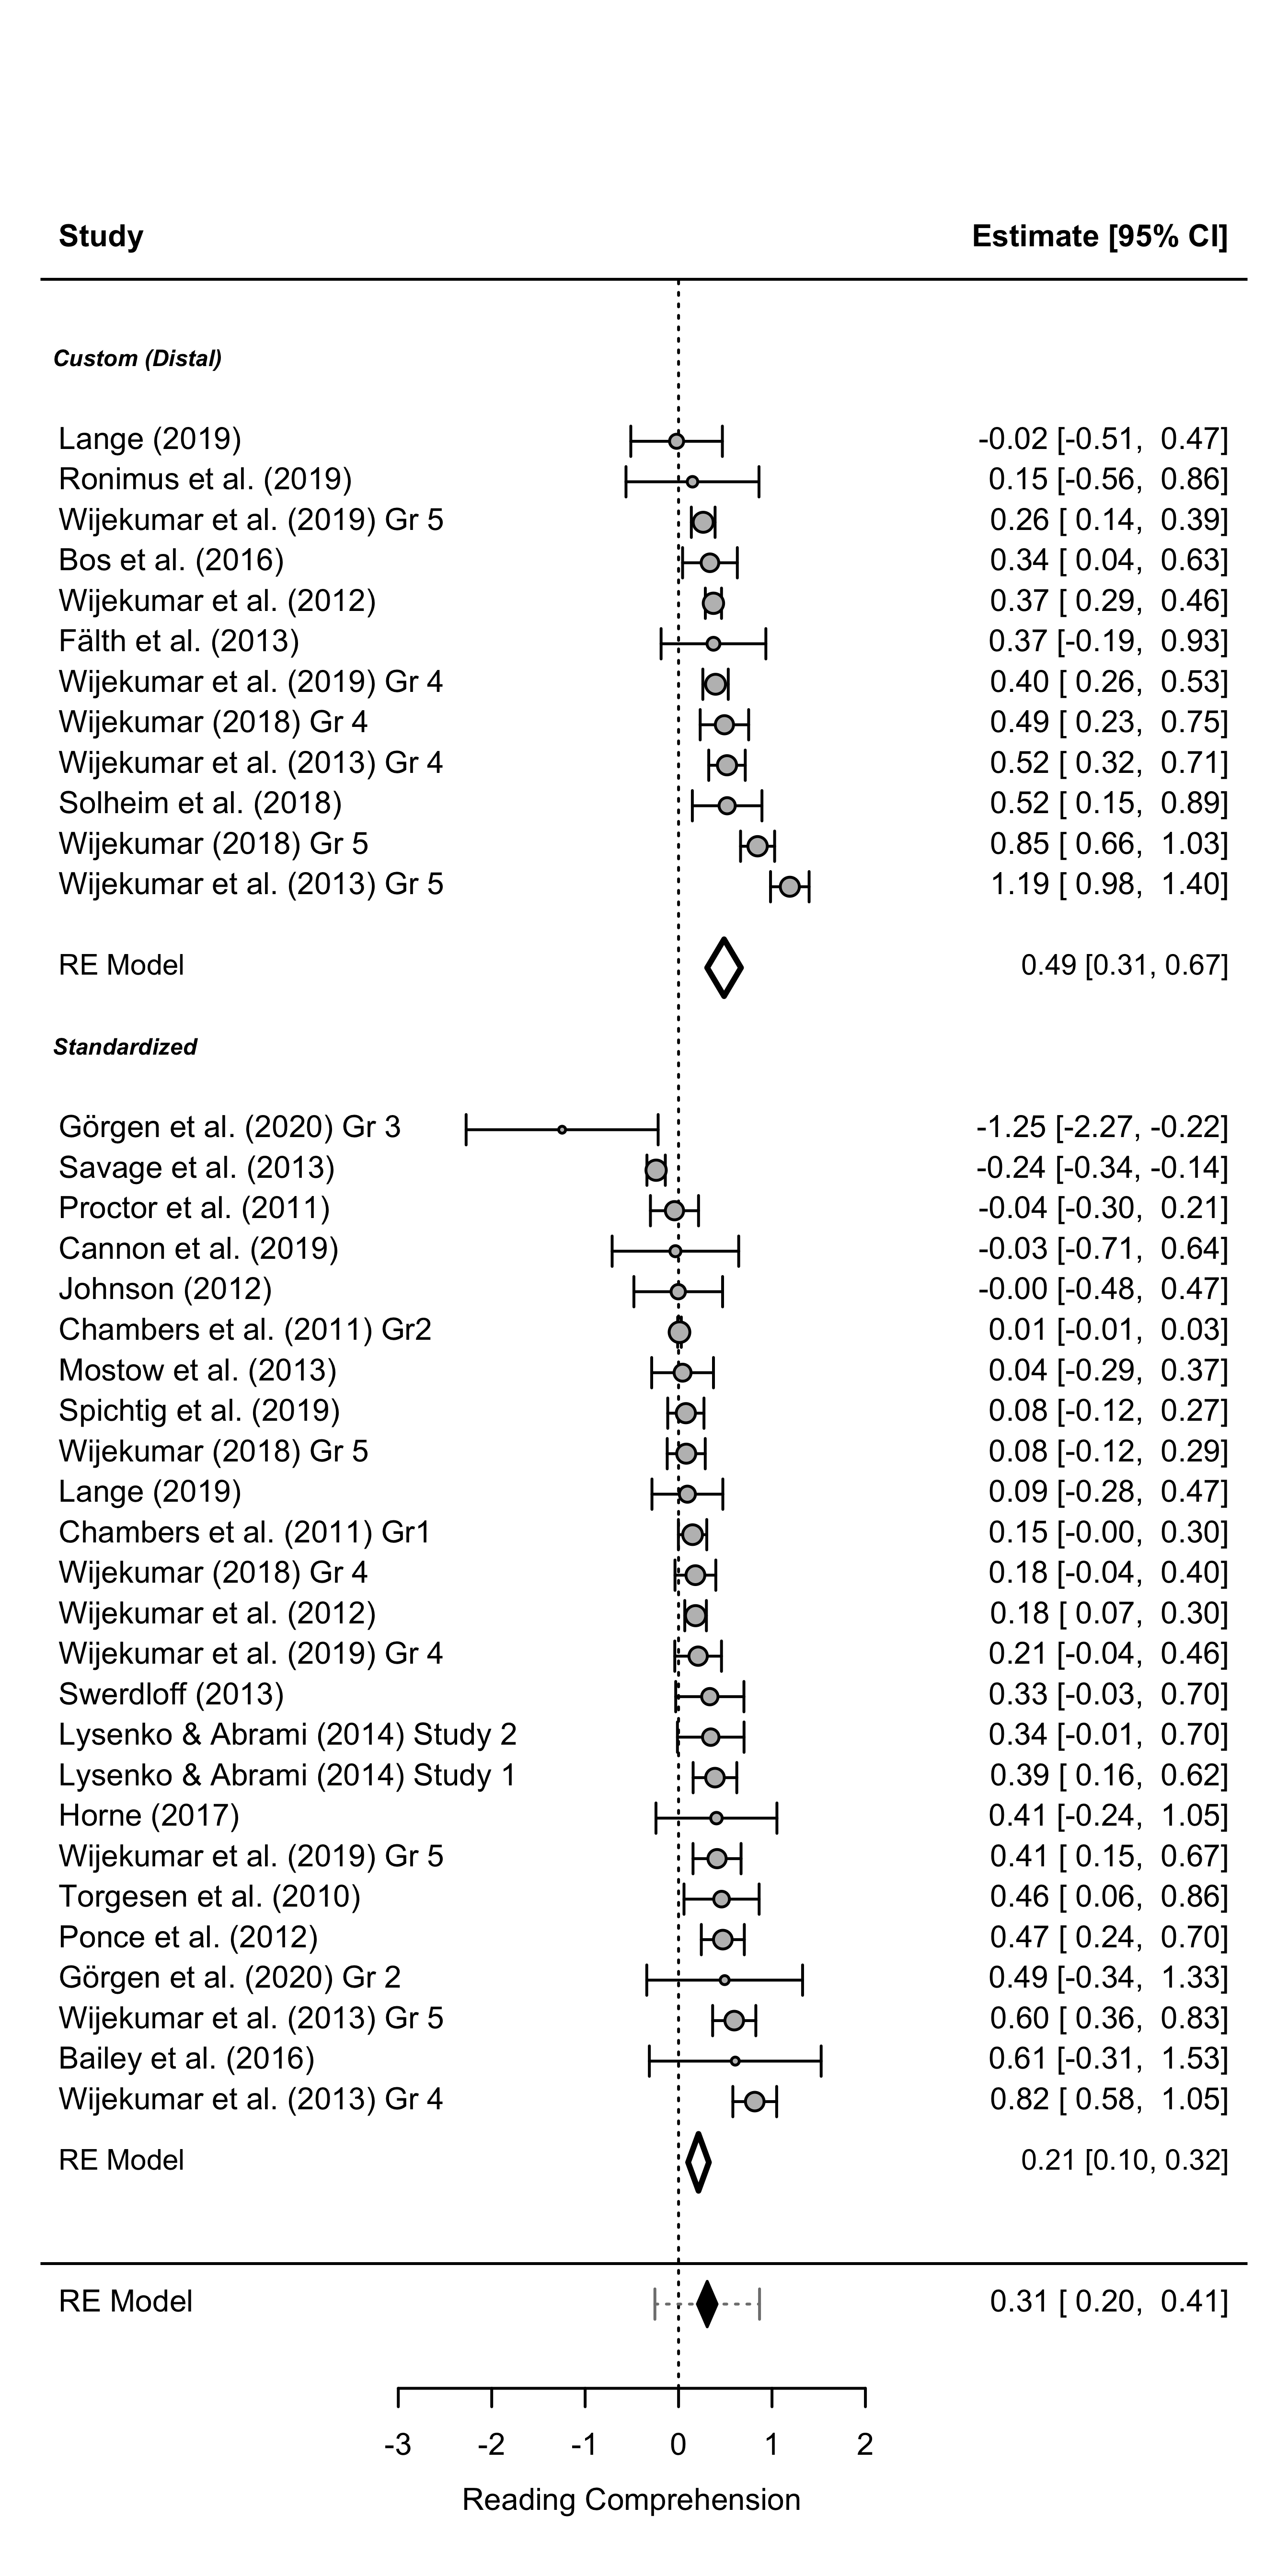 Study Estimate [95% CI]
Custom (Distal)
Lange (2019) -0.02 [-0.51, 0.47]
Ronimus et al. (2019) 0.15 [-0.56, 0.86]
Wijekumar et al. (2019) Gr 5 0.26 [ 0.14, 0.39]
Bos et al. (2016) 0.34 [ 0.04, 0.63]
Wijekumar et al. (2012) 0.37 [ 0.29, 0.46]
Fälth et al. (2013) 0.37 [-0.19, 0.93]
Wijekumar et al. (2019) Gr 4 0.40 [ 0.26, 0.53]
Wijekumar (2018) Gr 4 0.49 [ 0.23, 0.75]
Wijekumar et al. (2013) Gr 4 0.52 [ 0.32, 0.71]
Solheim et al. (2018) 0.52 [ 0.15, 0.89]
Wijekumar (2018) Gr 5 0.85 [ 0.66, 1.03]
Wijekumar et al. (2013) Gr 5 1.19 [ 0.98, 1.40]
RE Model 0.49 [0.31, 0.67]
Standardized
Görgen et al. (2020) Gr 3 -1.25 [-2.27, -0.22]
Savage et al. (2013) -0.24 [-0.34, -0.14]
Proctor et al. (2011) -0.04 [-0.30, 0.21]
Cannon et al. (2019) -0.03 [-0.71, 0.64]
Johnson (2012) -0.00 [-0.48, 0.47]
Chambers et al. (2011) Gr2 0.01 [-0.01, 0.03]
Mostow et al. (2013) 0.04 [-0.29, 0.37]
Spichtig et al. (2019) 0.08 [-0.12, 0.27]
Wijekumar (2018) Gr 5 0.08 [-0.12, 0.29]
Lange (2019) 0.09 [-0.28, 0.47]
Chambers et al. (2011) Gr1 0.15 [-0.00, 0.30]
Wijekumar (2018) Gr 4 0.18 [-0.04, 0.40]
Wijekumar et al. (2012) 0.18 [ 0.07, 0.30]
Wijekumar et al. (2019) Gr 4 0.21 [-0.04, 0.46]
Swerdloff (2013) 0.33 [-0.03, 0.70]
Lysenko & Abrami (2014) Study 2 0.34 [-0.01, 0.70]
Lysenko & Abrami (2014) Study 1 0.39 [ 0.16, 0.62]
Horne (2017) 0.41 [-0.24, 1.05]
Wijekumar et al. (2019) Gr 5 0.41 [ 0.15, 0.67]
Torgesen et al. (2010) 0.46 [ 0.06, 0.86]
Ponce et al. (2012) 0.47 [ 0.24, 0.70]
Görgen et al. (2020) Gr 2 0.49 [-0.34, 1.33]
Wijekumar et al. (2013) Gr 5 0.60 [ 0.36, 0.83]
Bailey et al. (2016) 0.61 [-0.31, 1.53]
Wijekumar et al. (2013) Gr 4 0.82 [ 0.58, 1.05]
RE Model 0.21 [0.10, 0.32]
RE Model 0.31 [ 0.20, 0.41]
-3 -2 -1 0 1 2
Reading Comprehension